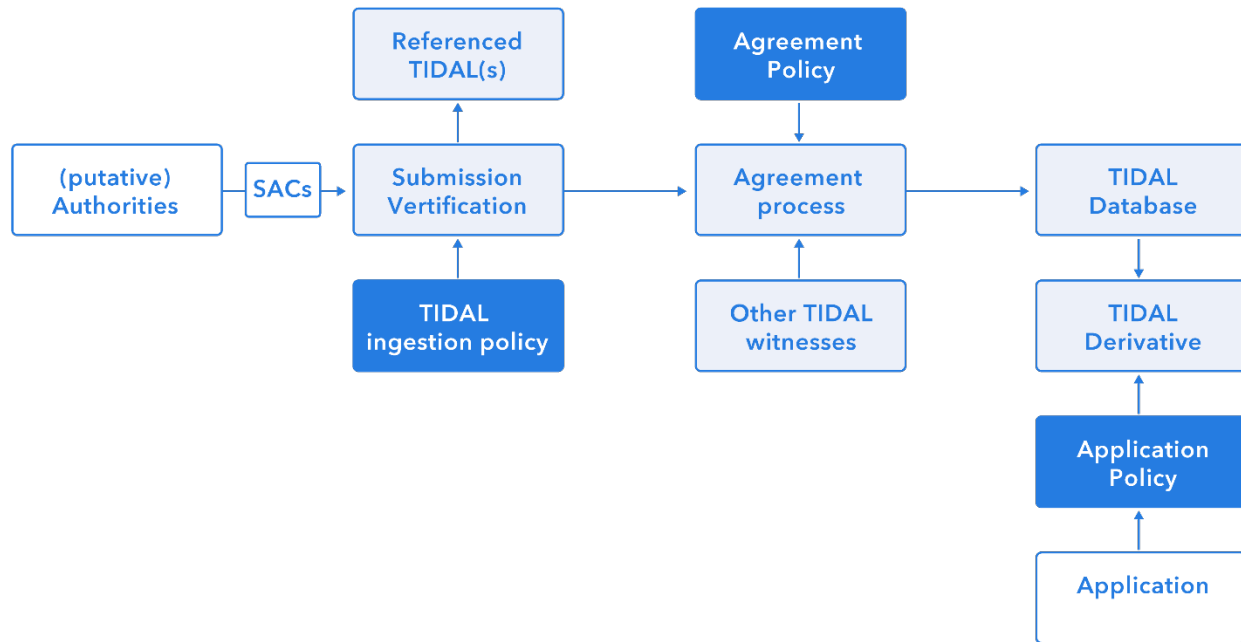 Referenced
TIDAL(s)
Agreement
Policy
(putative)
Authorities
SACs
Submission
Vertification
Agreement
process
TIDAL
Database
TIDAL
ingestion policy
Other TIDAL
witnesses
TIDAL
Derivative
Application
Policy
Application